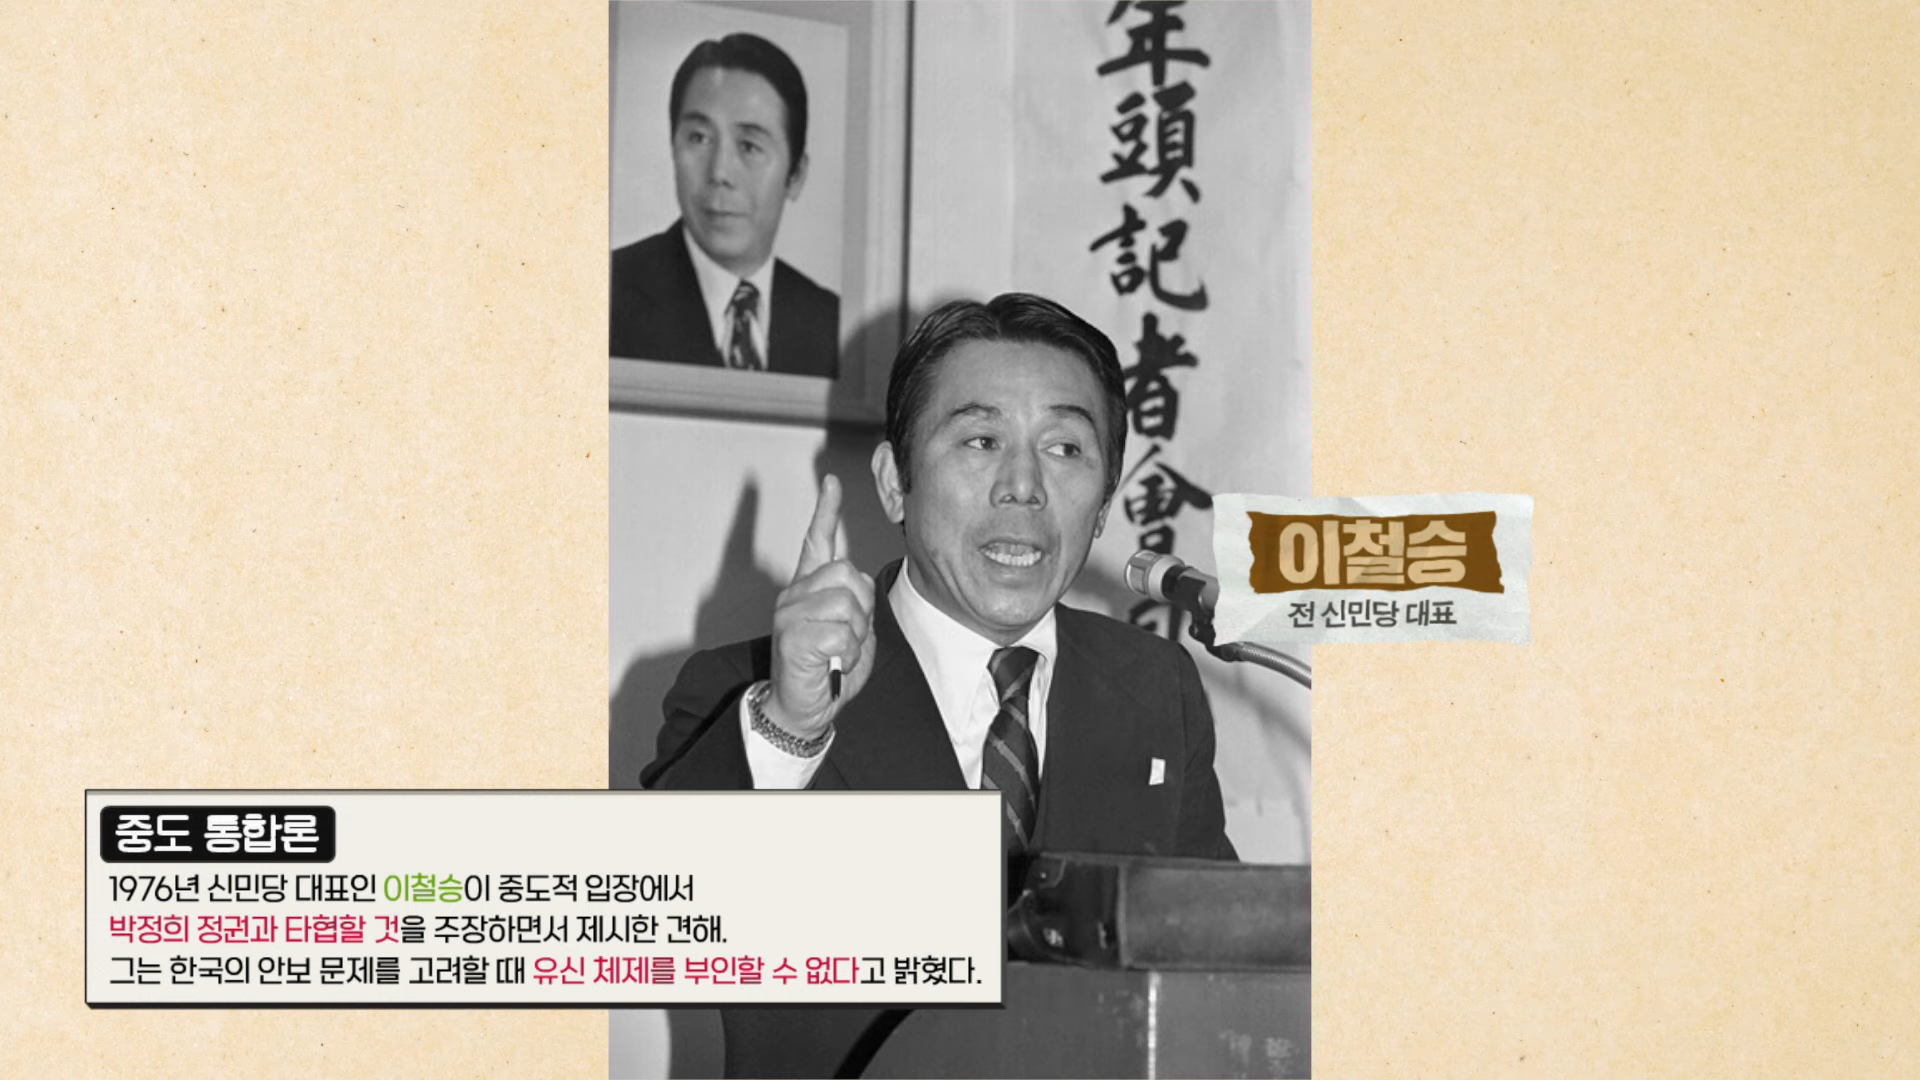 年頭記者會見
이철승
전 신민당 대표
중도 통합론
1976년 신민당 대표인 이철승이 중도적 입장에서
박정희 정권과 타협할 것을 주장하면서 제시한 견해.
그는 한국의 안보 문제를 고려할 때 유신 체제를 부인할 수 없다고 밝혔다.